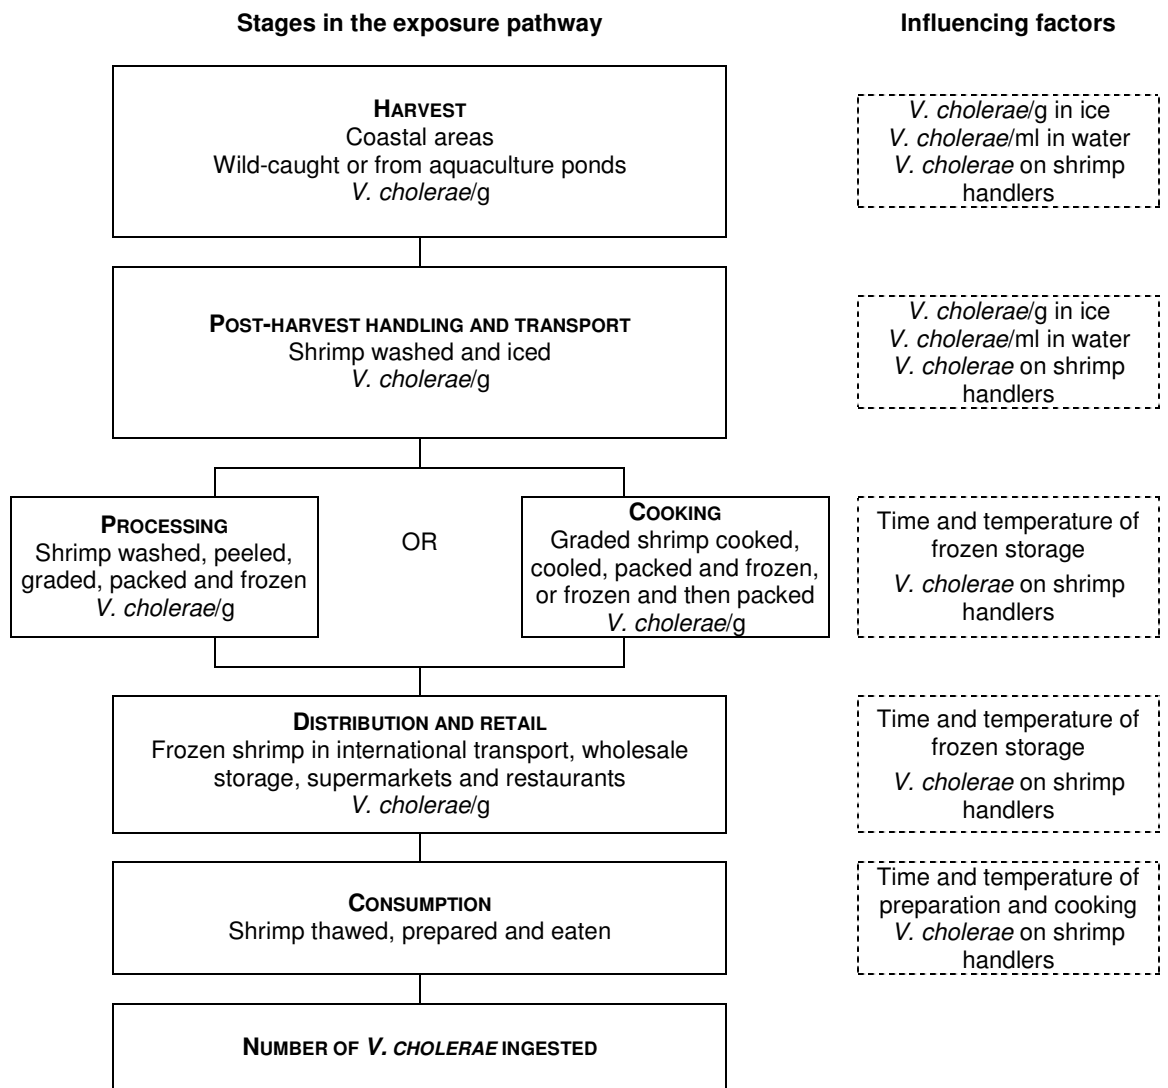 Stages in the exposure pathway
Influencing factors
HARVEST
Coastal areas
Wild-caught or from aquaculture ponds
V. cholerae/g
V. cholerae/g in ice
V. cholerae/ml in water
V. cholerae on shrimp
handlers
POST-HARVEST HANDLING AND TRANSPORT
Shrimp washed and iced
V. cholerae/g
V. cholerae/g in ice
V. cholerae/ml in water
V. cholerae on shrimp
handlers
PROCESSING
Shrimp washed, peeled,
graded, packed and frozen
V. cholerae/g
OR
COOKING
Graded shrimp cooked,
cooled, packed and frozen,
or frozen and then packed
V. cholerae/g
Time and temperature of
frozen storage
V. cholerae on shrimp
handlers
DISTRIBUTION AND RETAIL
Frozen shrimp in international transport, wholesale
storage, supermarkets and restaurants
V. cholerae/g
Time and temperature of
frozen storage
V. cholerae on shrimp
handlers
CONSUMPTION
Shrimp thawed, prepared and eaten
Time and temperature of
preparation and cooking
V. cholerae on shrimp
handlers
NUMBER OF V. CHOLERAE INGESTED